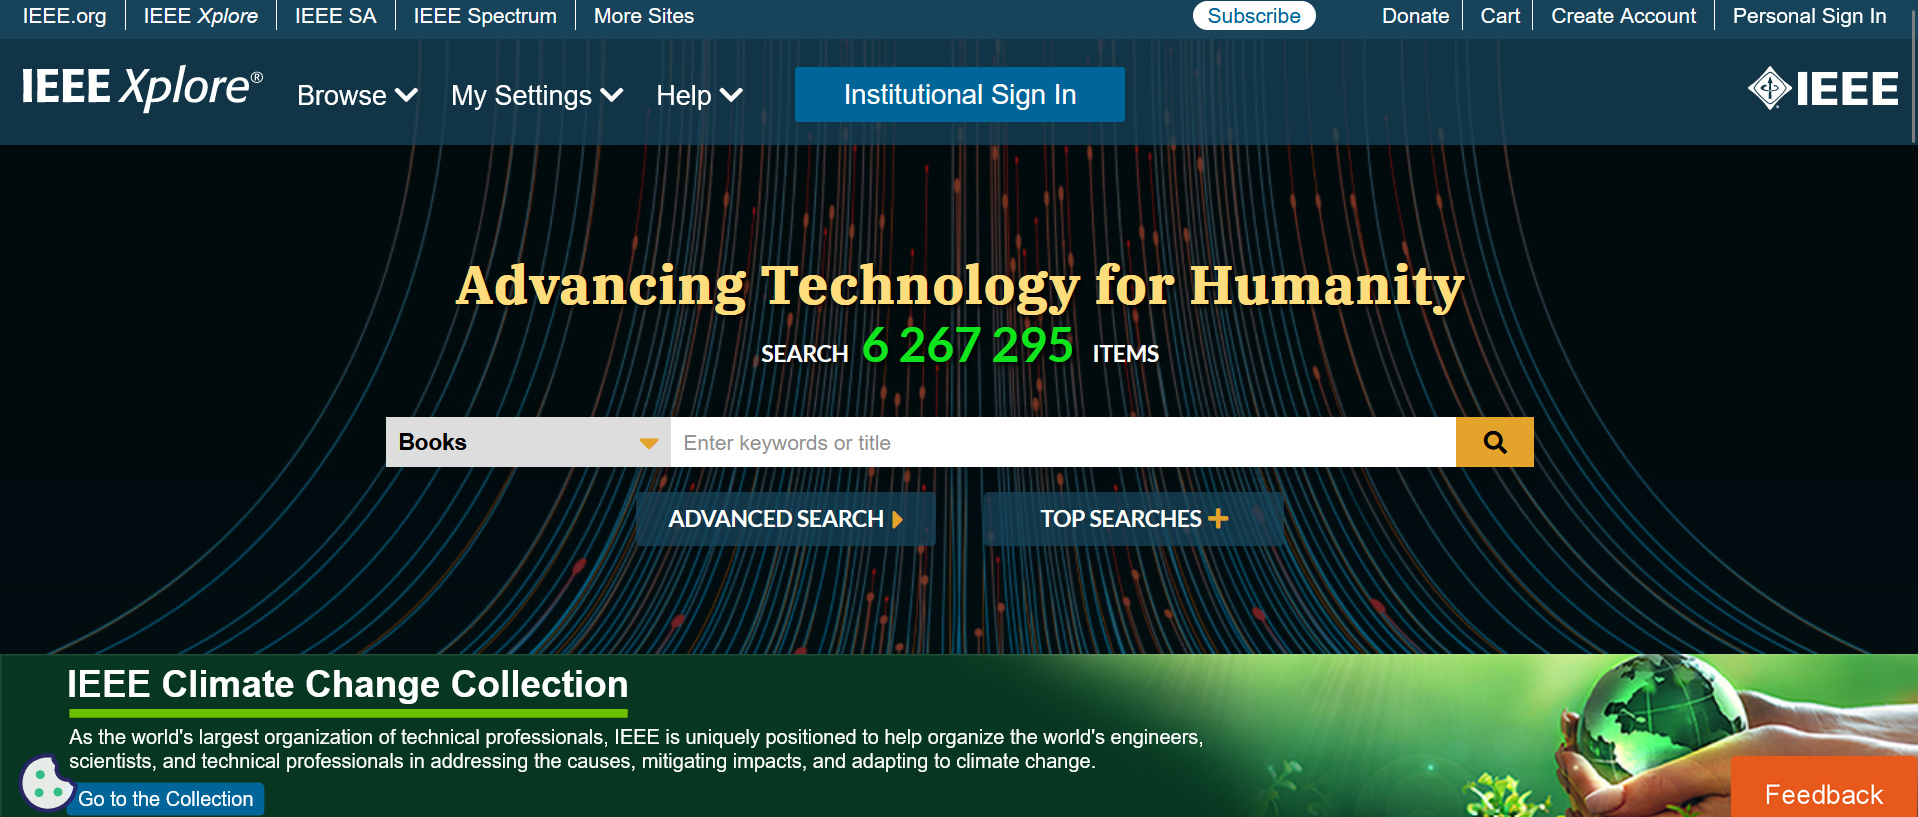 IEEE.org
IEEE Xplore
IEEE SA
IEEE Spectrum
More Sites
Subscribe
Donate
Cart
Create Account
Personal Sign In
IEEE Xplore®
Browse
My Settings
Help
Institutional Sign In
IEEE
Advancing Technology for Humanity
SEARCH 6 267 295 ITEMS
Books
Enter keywords or title
ADVANCED SEARCH
TOP SEARCHES
IEEE Climate Change Collection
As the world's largest organization of technical professionals, IEEE is uniquely positioned to help organize the world's engineers,
scientists, and technical professionals in addressing the causes, mitigating impacts, and adapting to climate change.
Go to the Collection
Feedback